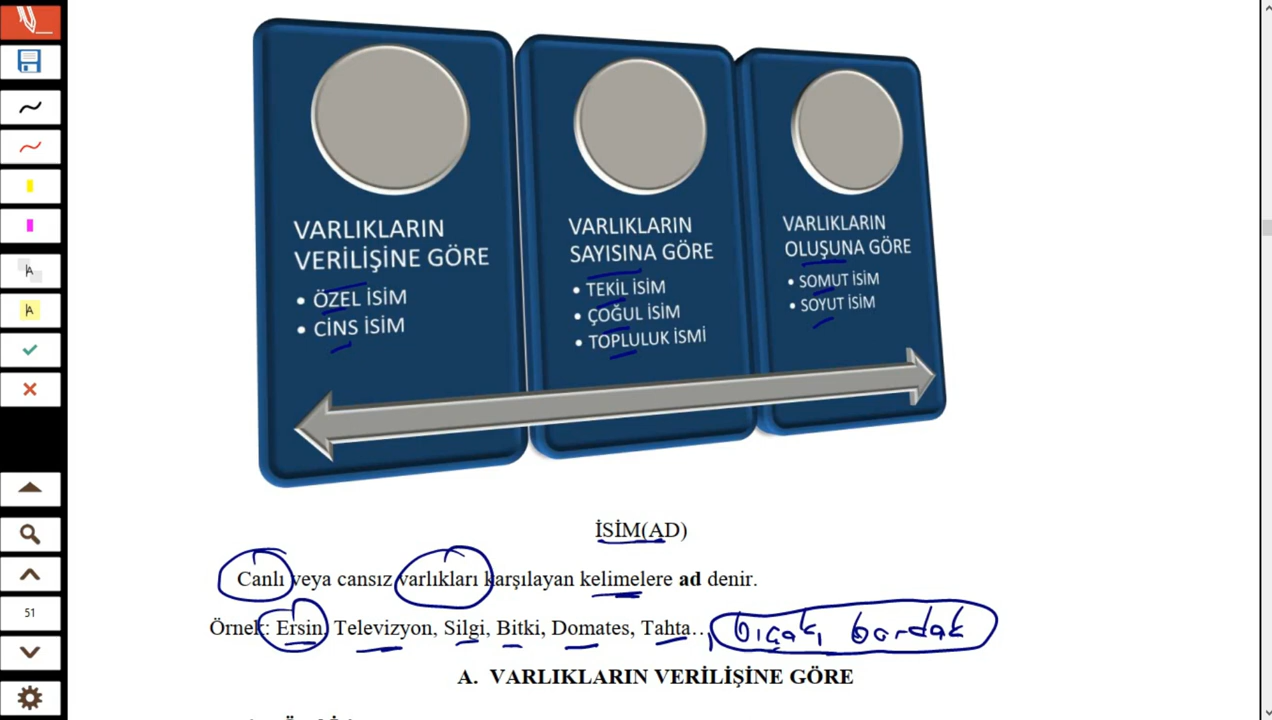 VARLIKLARIN
VERİLİŞİNE GÖRE
• ÖZEL İSİM
• CİNS İSİM
VARLIKLARIN
SAYISINA GÖRE
• TEKİL İSİM
• ÇOĞUL İSİM
• TOPLULUK İSMİ
VARLIKLARIN
OLUŞUNA GÖRE
• SOMUT İSİM
• SOYUT İSİM
İSİM(AD)
Canlı veya cansız varlıkları karşılayan kelimelere ad denir.
Örnek: Ersin, Televizyon, Silgi, Bitki, Domates, Tahta.., bıçak, bardak
A. VARLIKLARIN VERİLİŞİNE GÖRE
A
A
51